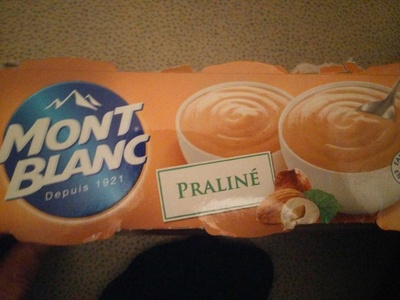 MONT
BLANC
Depuis 1921
PRALINÉ